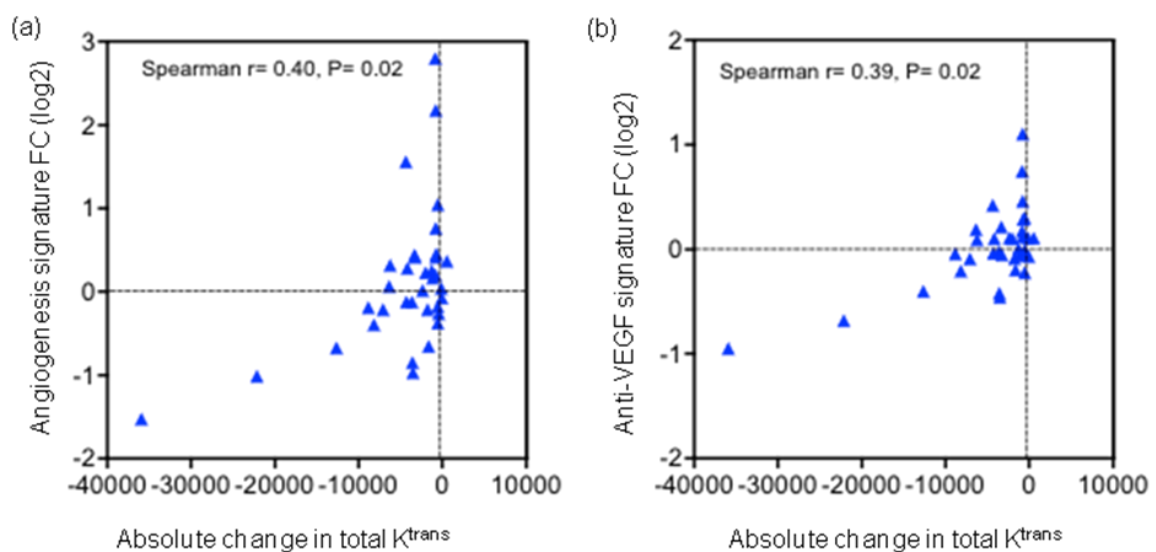 (a)
Angiogenesis signature FC (log2)
3
2
1
0
-1
-2
Spearman r= 0.40, P= 0.02
-40000 -30000 -20000 -10000 0 10000
Absolute change in total Ktrans
(b)
Anti-VEGF signature FC (log2)
2
1
0
-1
-2
Spearman r= 0.39, P= 0.02
-40000 -30000 -20000 -10000 0 10000
Absolute change in total Ktrans